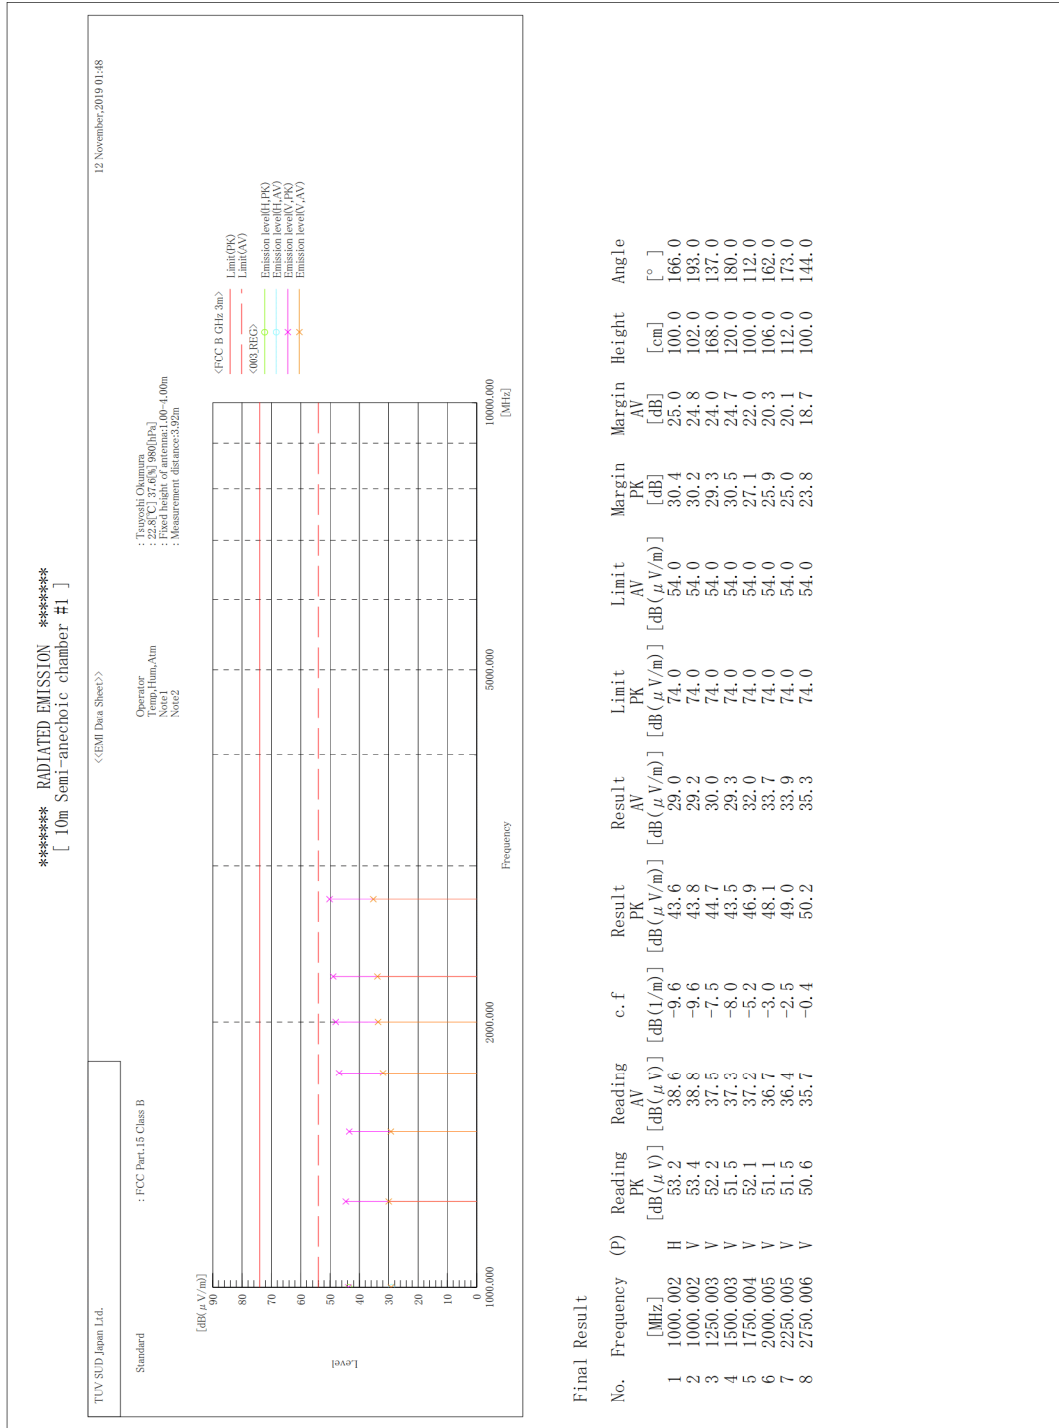 ******* RADIATED EMISSION *******
[ 10m Semi-anechoic chamber #1 ]
TUV SUD Japan Ltd.
<<EMI Data Sheet>>
12 November,2019 01:48
Standard : FCC Part.15 Class B
Operator : Tsuyoshi Okumura
Temp,Hum,Atm : 22.8[℃] 37.6[%] 980[hPa]
Note1 : Fixed height of antenna:1.00-4.00m
Note2 : Measurement distance:3.92m
<FCC B GHz 3m>
Limit(PK)
Limit(AV)
<003_REG>
Emission level(H,PK)
Emission level(H,AV)
Emission level(V,PK)
Emission level(V,AV)
[dB(μV/m)]
90
80
70
60
50
40
30
20
10
0
Level
1000.000 2000.000 5000.000 10000.000
Frequency [MHz]
Final Result
No. Frequency (P) Reading Reading c.f Result Result Limit Limit Margin Margin Height Angle
PK AV PK AV PK AV PK AV
[MHz] [dB(μV)] [dB(μV)] [dB(1/m)] [dB(μV/m)] [dB(μV/m)] [dB(μV/m)] [dB(μV/m)] [dB] [dB] [cm] [° ]
1 1000.002 H 53.2 38.6 -9.6 43.6 29.0 74.0 54.0 30.4 25.0 100.0 166.0
2 1000.002 V 53.4 38.8 -9.6 43.8 29.2 74.0 54.0 30.2 24.8 102.0 193.0
3 1250.003 V 52.2 37.5 -7.5 44.7 30.0 74.0 54.0 29.3 24.0 168.0 137.0
4 1500.003 V 51.5 37.3 -8.0 43.5 29.3 74.0 54.0 30.5 24.7 120.0 180.0
5 1750.004 V 52.1 37.2 -5.2 46.9 32.0 74.0 54.0 27.1 22.0 100.0 112.0
6 2000.005 V 51.1 36.7 -3.0 48.1 33.7 74.0 54.0 25.9 20.3 106.0 162.0
7 2250.005 V 51.5 36.4 -2.5 49.0 33.9 74.0 54.0 25.0 20.1 112.0 173.0
8 2750.006 V 50.6 35.7 -0.4 50.2 35.3 74.0 54.0 23.8 18.7 100.0 144.0